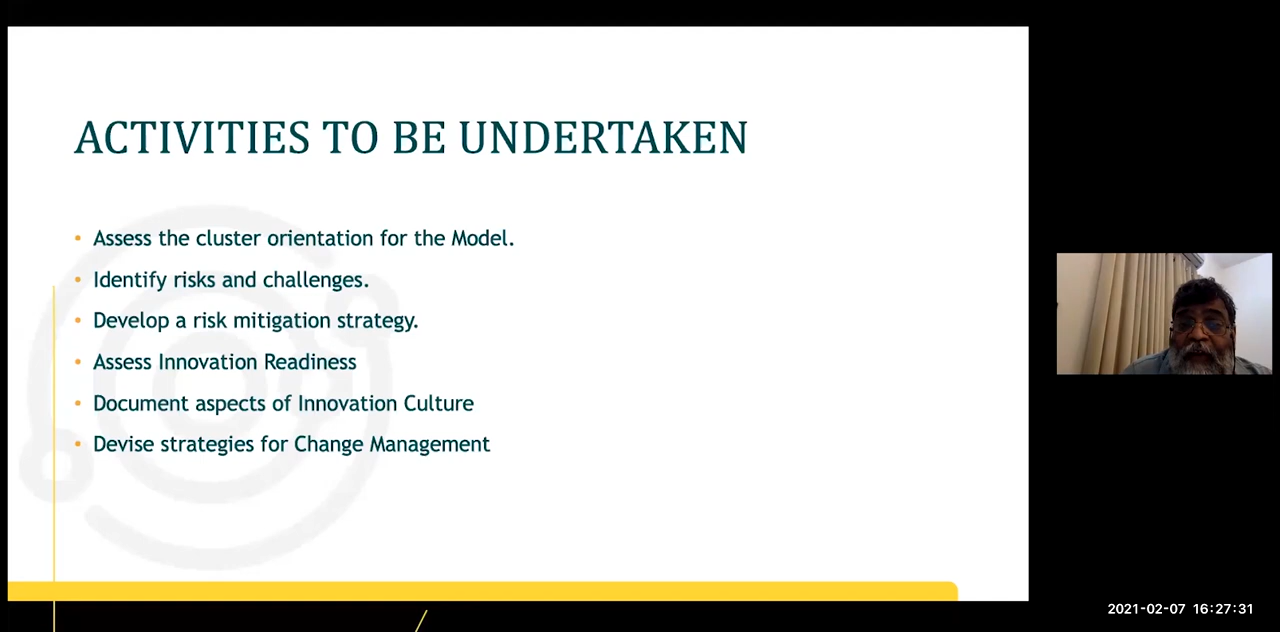 ACTIVITIES TO BE UNDERTAKEN
• Assess the cluster orientation for the Model.
• Identify risks and challenges.
• Develop a risk mitigation strategy.
• Assess Innovation Readiness
• Document aspects of Innovation Culture
• Devise strategies for Change Management
2021-02-07 16:27:31